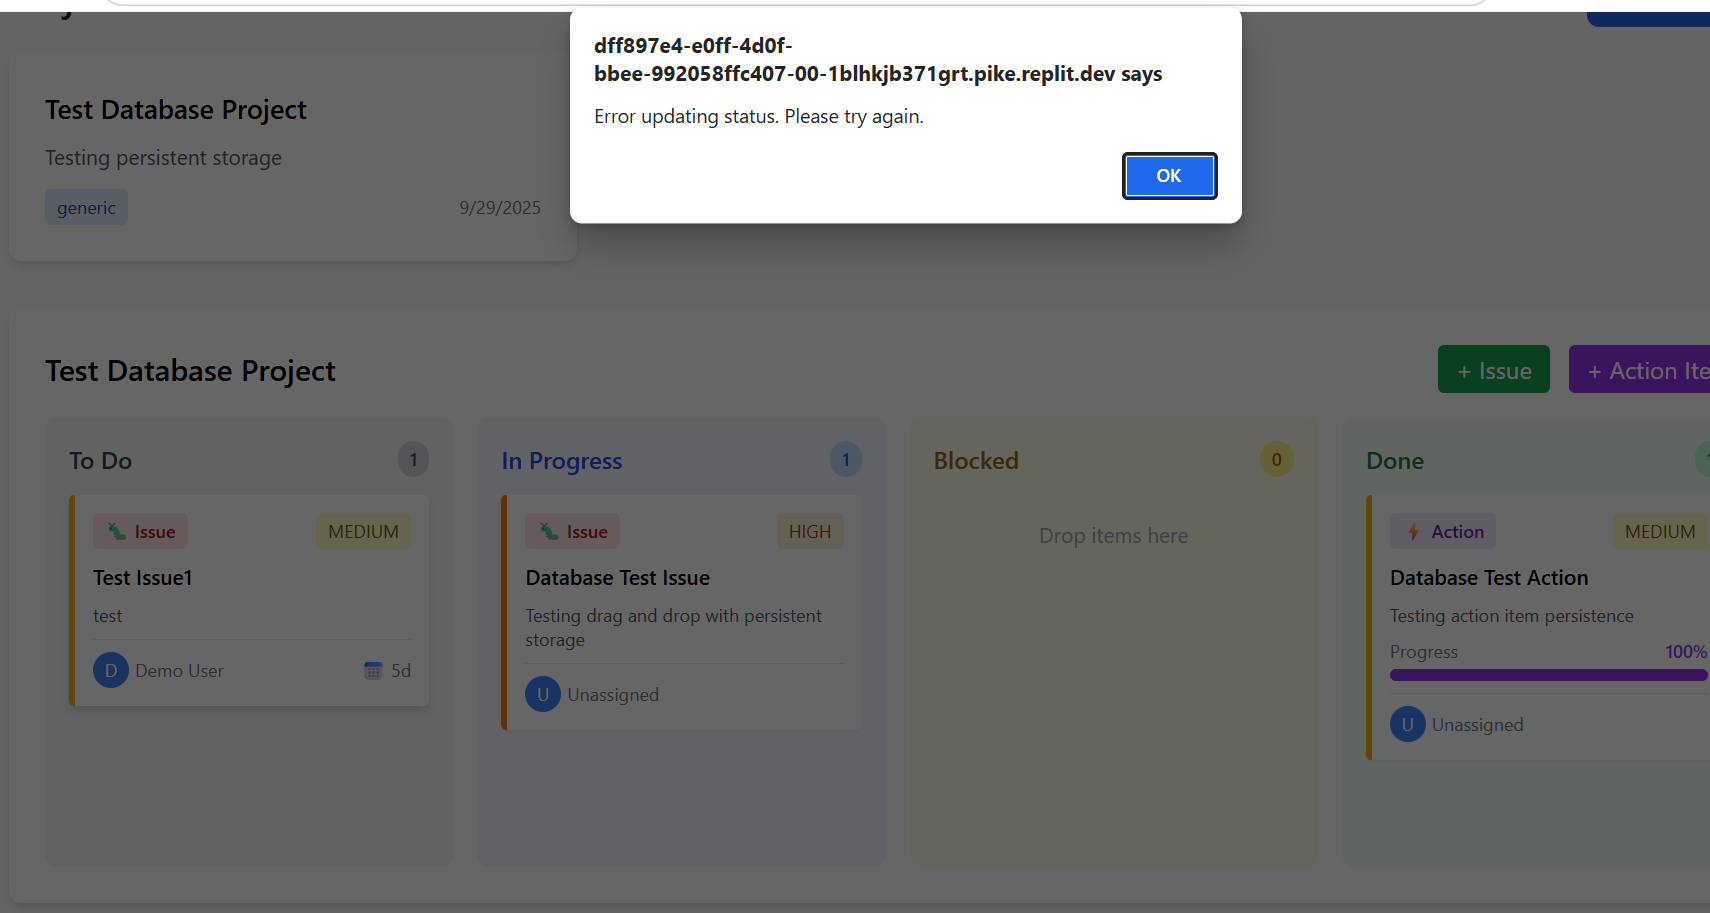 dff897e4-e0ff-4d0f-
bbee-992058ffc407-00-1blhkjb371grt.pike.replit.dev says
Error updating status. Please try again.
OK
Test Database Project
Testing persistent storage
generic
9/29/2025
Test Database Project
+ Issue
+ Action Ite
To Do
1
Issue
MEDIUM
Test Issue1
test
D
Demo User
5d
In Progress
1
Issue
HIGH
Database Test Issue
Testing drag and drop with persistent
storage
U
Unassigned
Blocked
0
Drop items here
Done
Action
MEDIUM
Database Test Action
Testing action item persistence
Progress
100%
U
Unassigned